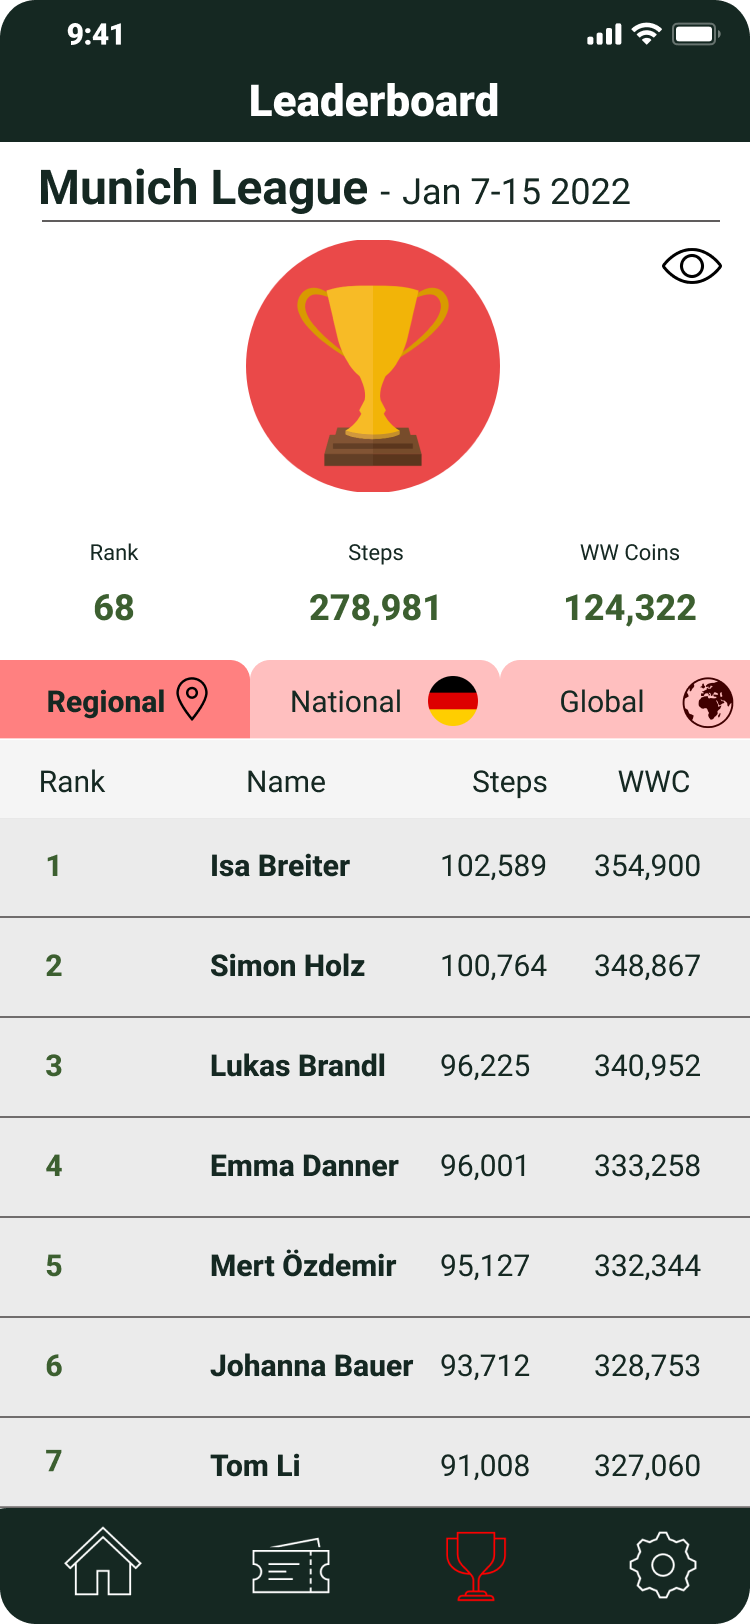 9:41
Leaderboard
Munich League - Jan 7-15 2022
Rank Steps WW Coins
68 278,981 124,322
Regional National Global
Rank Name Steps WWC
1 Isa Breiter 102,589 354,900
2 Simon Holz 100,764 348,867
3 Lukas Brandl 96,225 340,952
4 Emma Danner 96,001 333,258
5 Mert Özdemir 95,127 332,344
6 Johanna Bauer 93,712 328,753
7 Tom Li 91,008 327,060